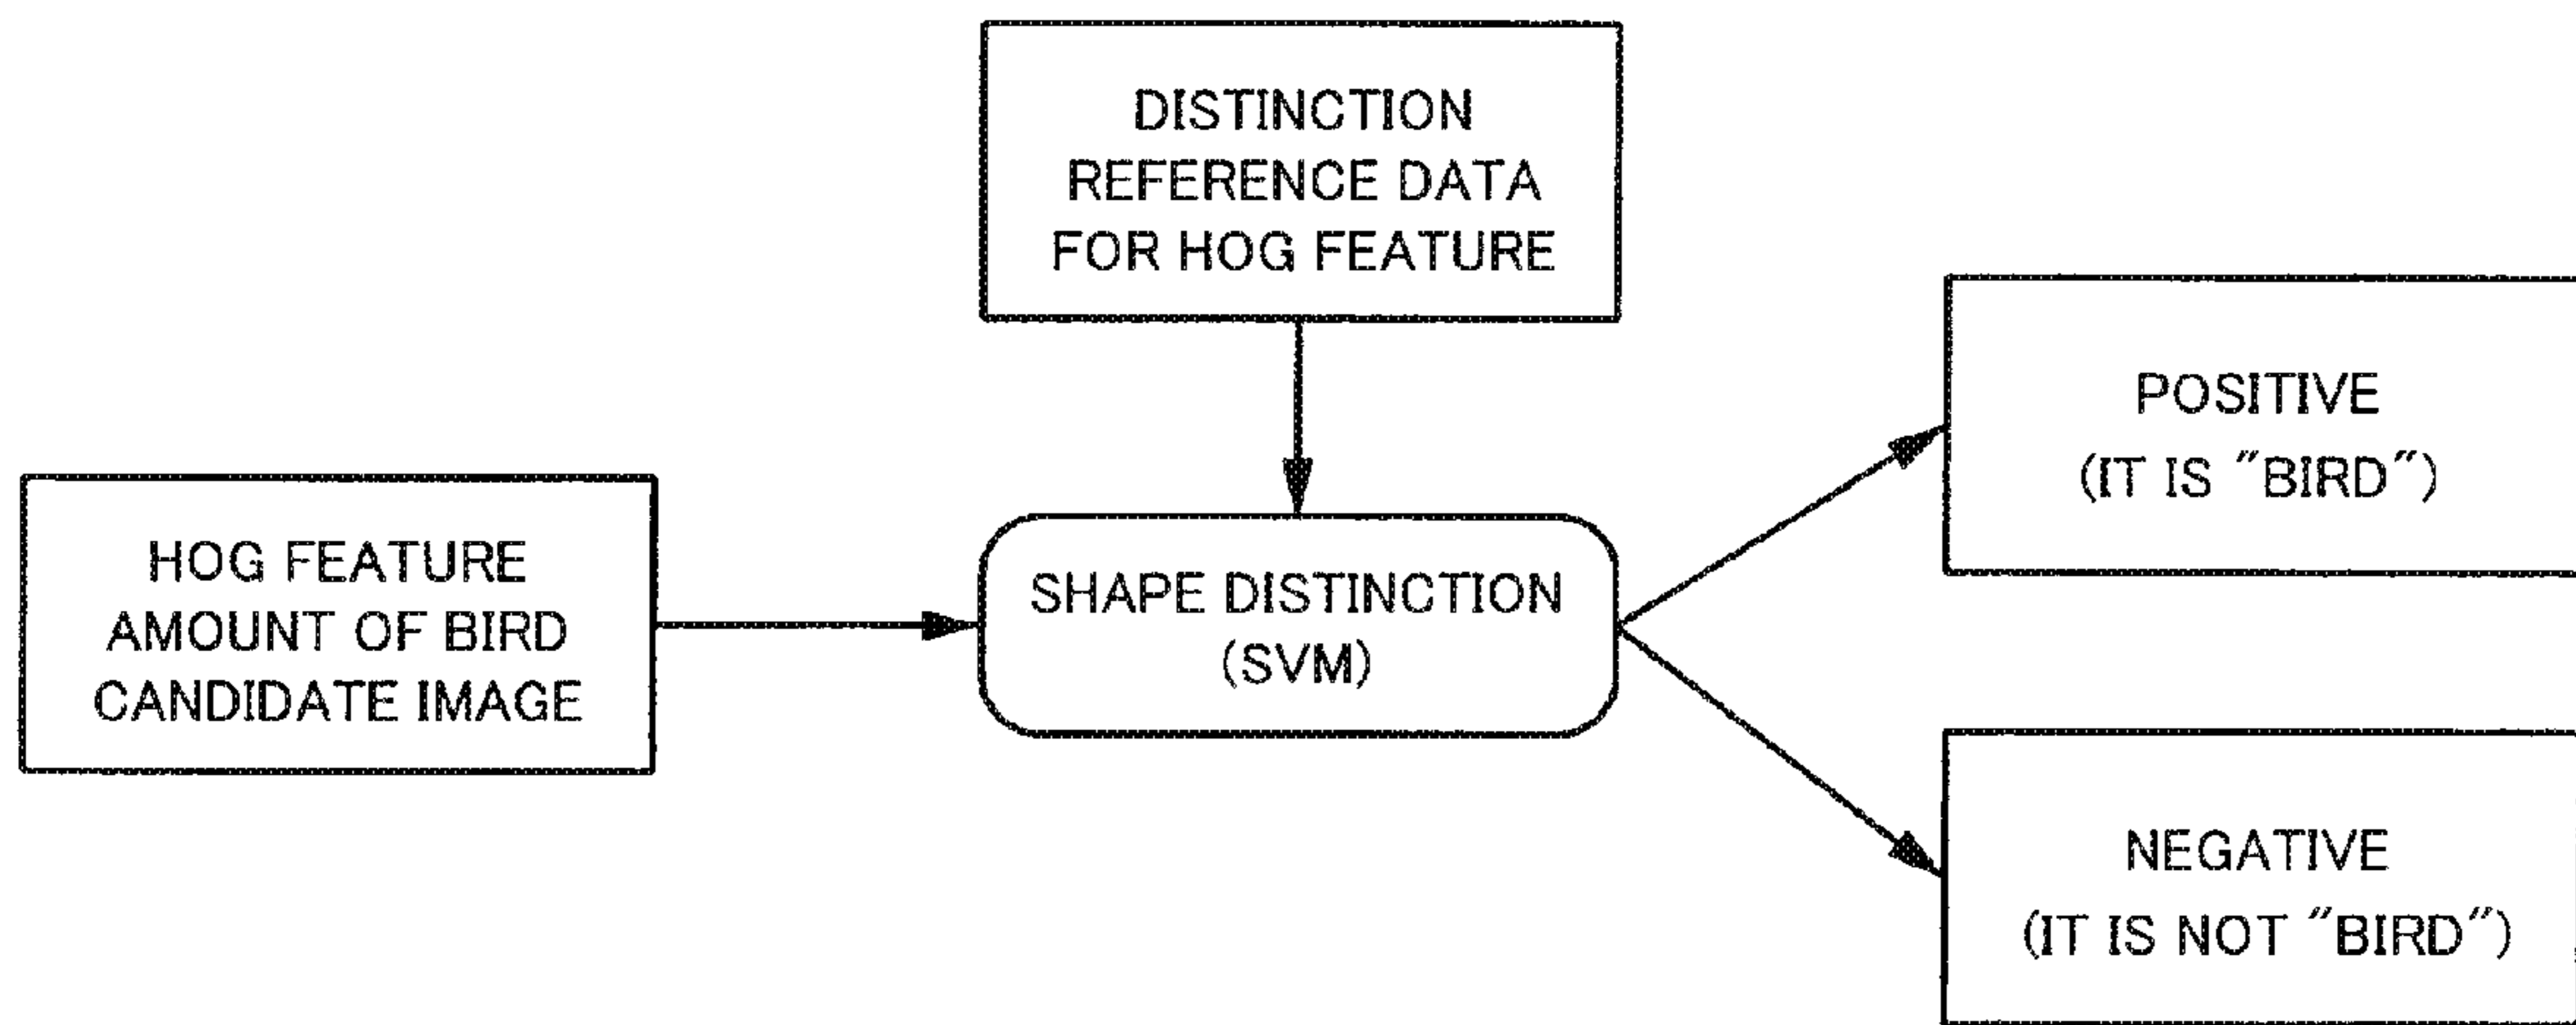 DISTINCTION
REFERENCE DATA
FOR HOG FEATURE
HOG FEATURE
AMOUNT OF BIRD
CANDIDATE IMAGE
SHAPE DISTINCTION
(SVM)
POSITIVE
(IT IS "BIRD")
NEGATIVE
(IT IS NOT "BIRD")